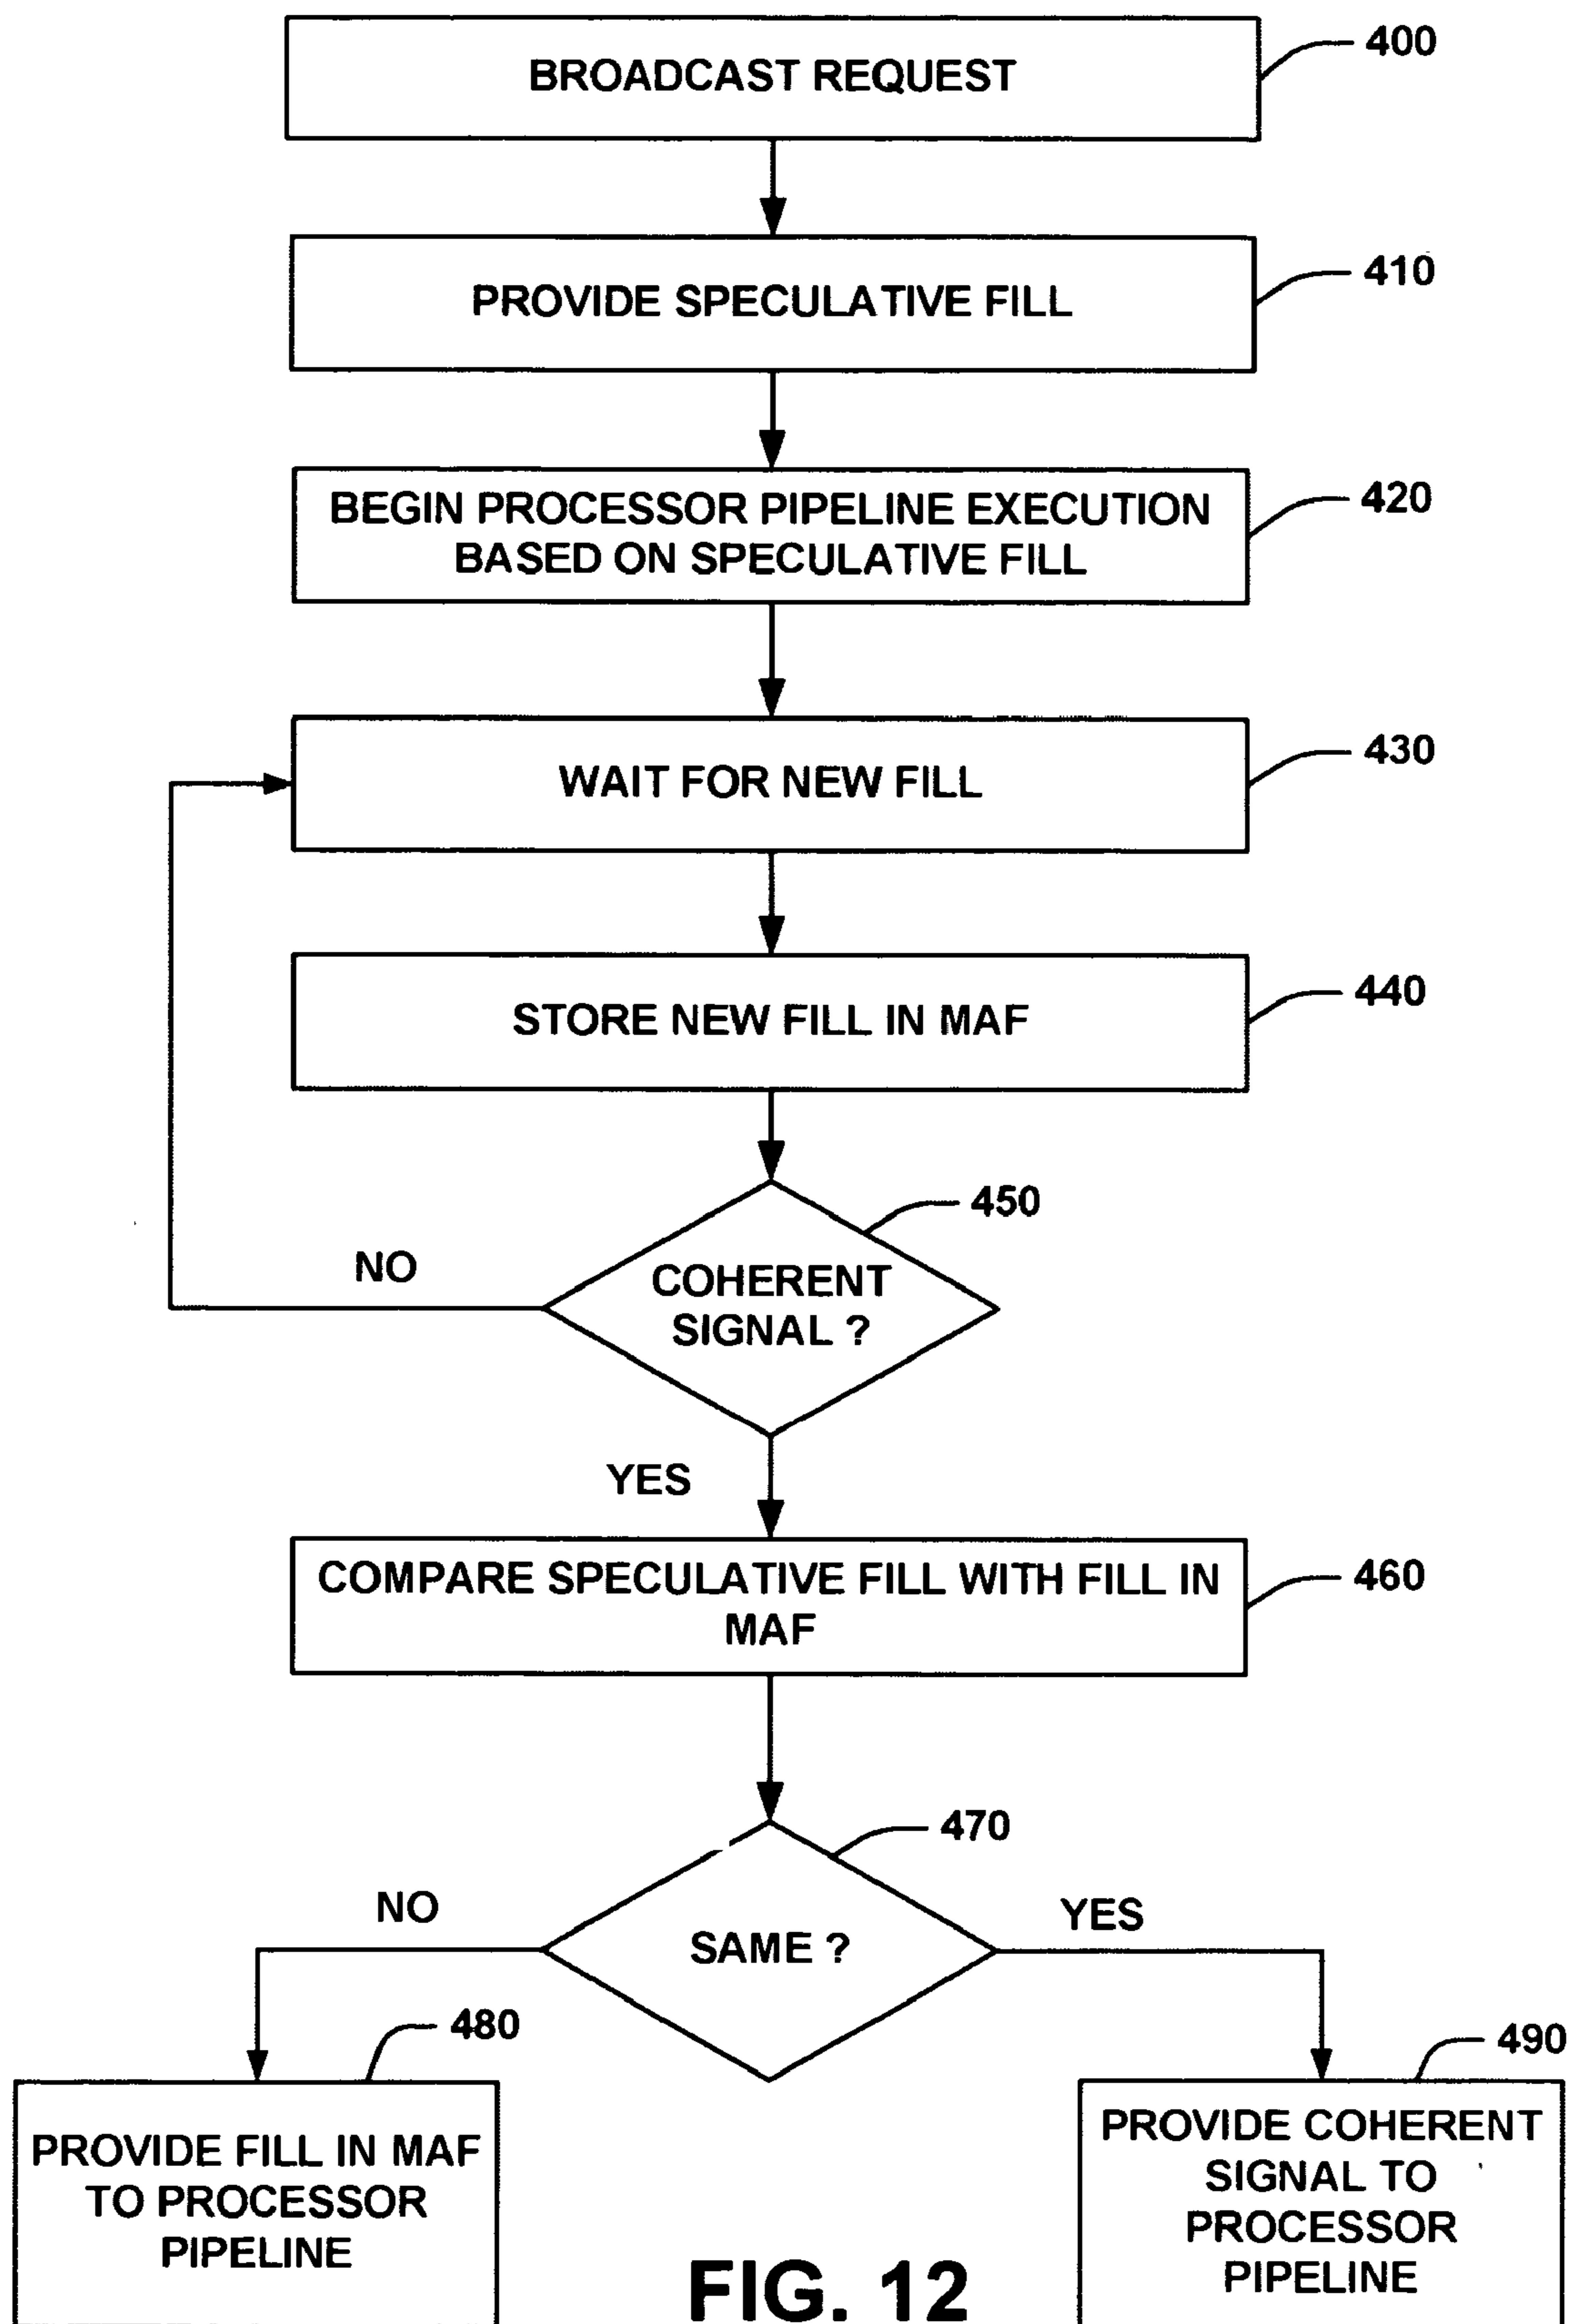 BROADCAST REQUEST
400
PROVIDE SPECULATIVE FILL
410
BEGIN PROCESSOR PIPELINE EXECUTION
BASED ON SPECULATIVE FILL
420
WAIT FOR NEW FILL
430
STORE NEW FILL IN MAF
440
450
COHERENT
SIGNAL ?
NO
YES
COMPARE SPECULATIVE FILL WITH FILL IN
MAF
460
470
SAME ?
NO
YES
480
PROVIDE FILL IN MAF
TO PROCESSOR
PIPELINE
490
PROVIDE COHERENT
SIGNAL TO
PROCESSOR
PIPELINE
FIG. 12